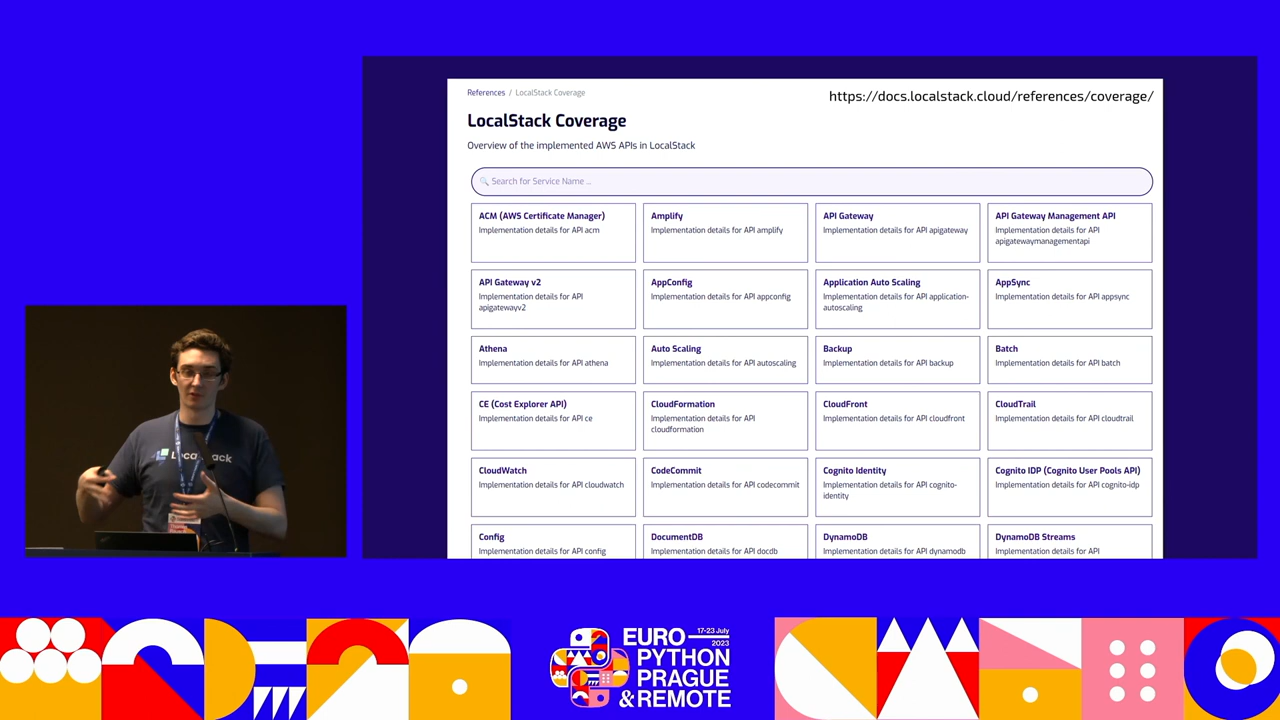 References / LocalStack Coverage
https://docs.localstack.cloud/references/coverage/
LocalStack Coverage
Overview of the implemented AWS APIs in LocalStack
Search for Service Name ...
ACM (AWS Certificate Manager)
Implementation details for API acm
Amplify
Implementation details for API amplify
API Gateway
Implementation details for API apigateway
API Gateway Management API
Implementation details for API
apigatewaymanagementapi
API Gateway v2
Implementation details for API
apigatewayv2
AppConfig
Implementation details for API appconfig
Application Auto Scaling
Implementation details for API application-
autoscaling
AppSync
Implementation details for API appsync
Athena
Implementation details for API athena
Auto Scaling
Implementation details for API autoscaling
Backup
Implementation details for API backup
Batch
Implementation details for API batch
CE (Cost Explorer API)
Implementation details for API ce
CloudFormation
Implementation details for API
cloudformation
CloudFront
Implementation details for API cloudfront
CloudTrail
Implementation details for API cloudtrail
CloudWatch
Implementation details for API cloudwatch
CodeCommit
Implementation details for API codecommit
Cognito Identity
Implementation details for API cognito-
identity
Cognito IDP (Cognito User Pools API)
Implementation details for API cognito-idp
Config
Implementation details for API config
DocumentDB
Implementation details for API docdb
DynamoDB
Implementation details for API dynamodb
DynamoDB Streams
Implementation details for API
LocalStack
EURO
17-23 July
2023
PYTHON
PRAGUE
& REMOTE